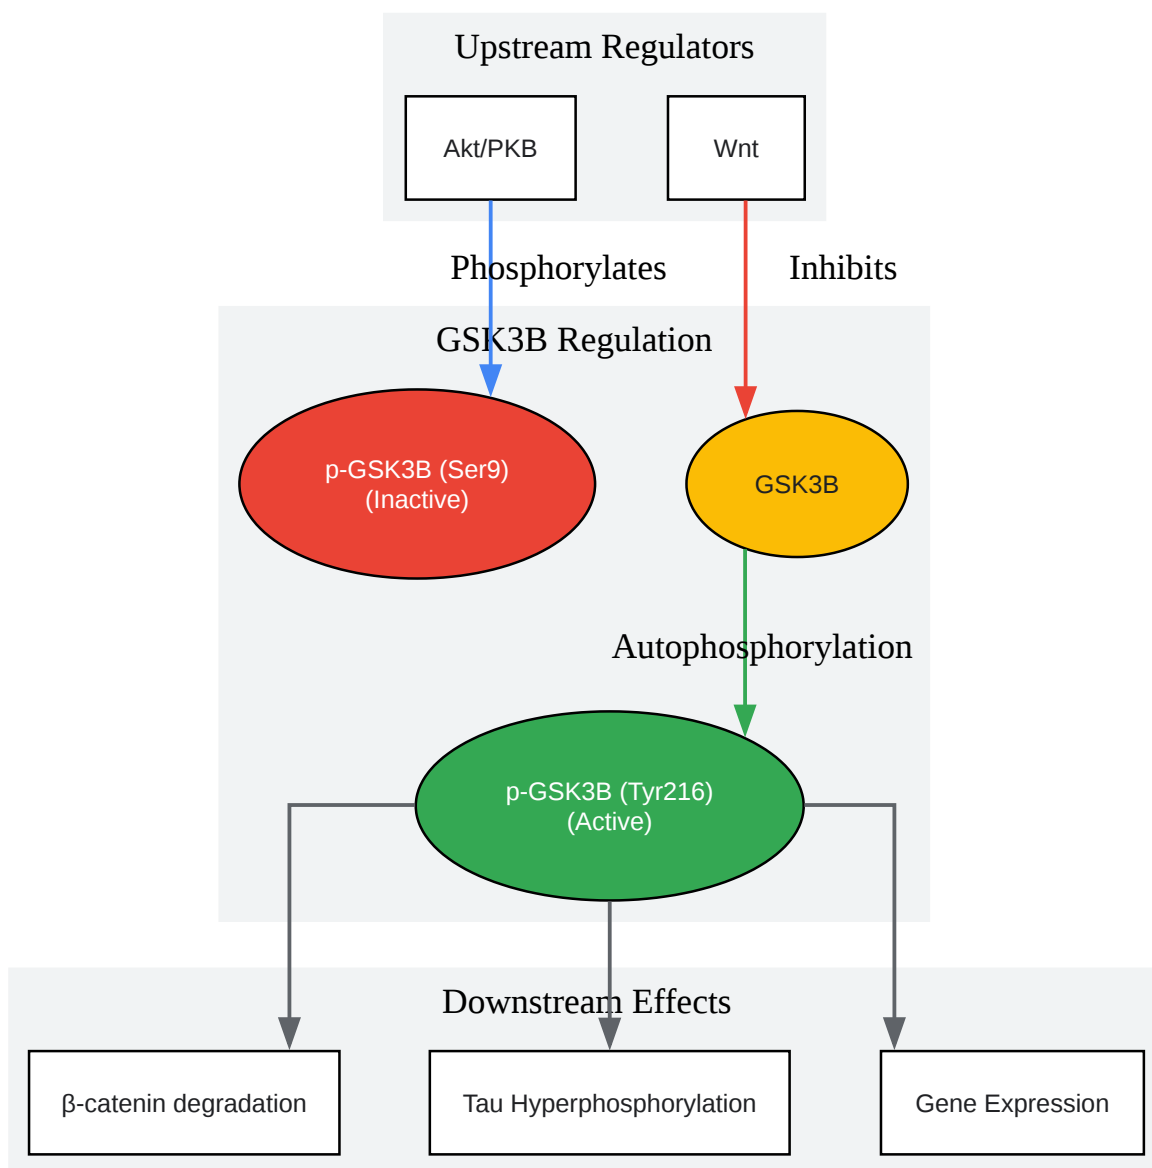 Upstream Regulators
Akt/PKB
Wnt
Phosphorylates
Inhibits
GSK3B Regulation
p-GSK3B (Ser9)
(Inactive)
GSK3B
Autophosphorylation
p-GSK3B (Tyr216)
(Active)
Downstream Effects
β-catenin degradation
Tau Hyperphosphorylation
Gene Expression